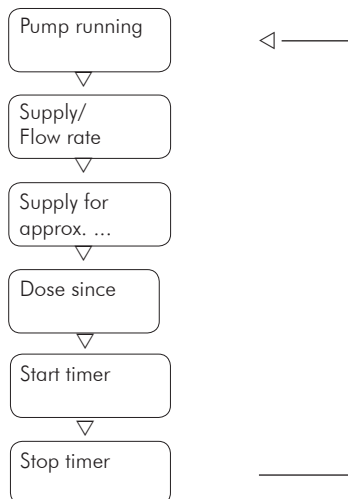 Pump running
Supply/
Flow rate
Supply for
approx. ...
Dose since
Start timer
Stop timer